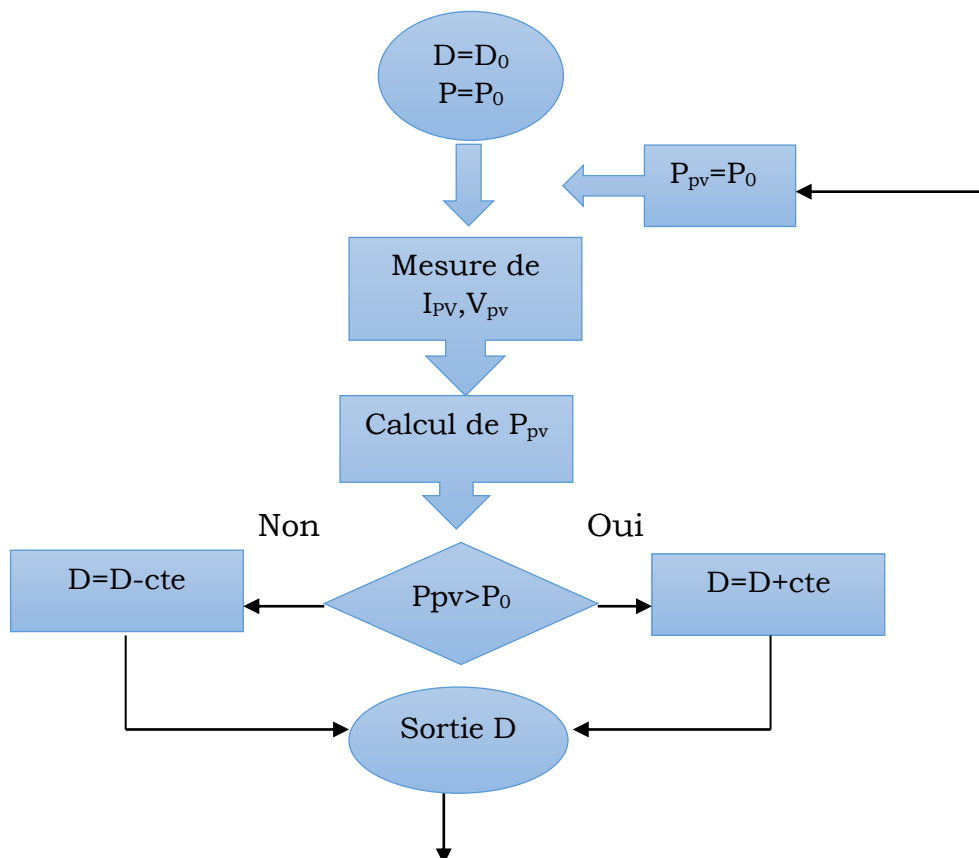 D=D₀
P=P₀
Ppv=P₀
Mesure de
IPV,Vpv
Calcul de Ppv
Non
Oui
D=D-cte
Ppv>P₀
D=D+cte
Sortie D